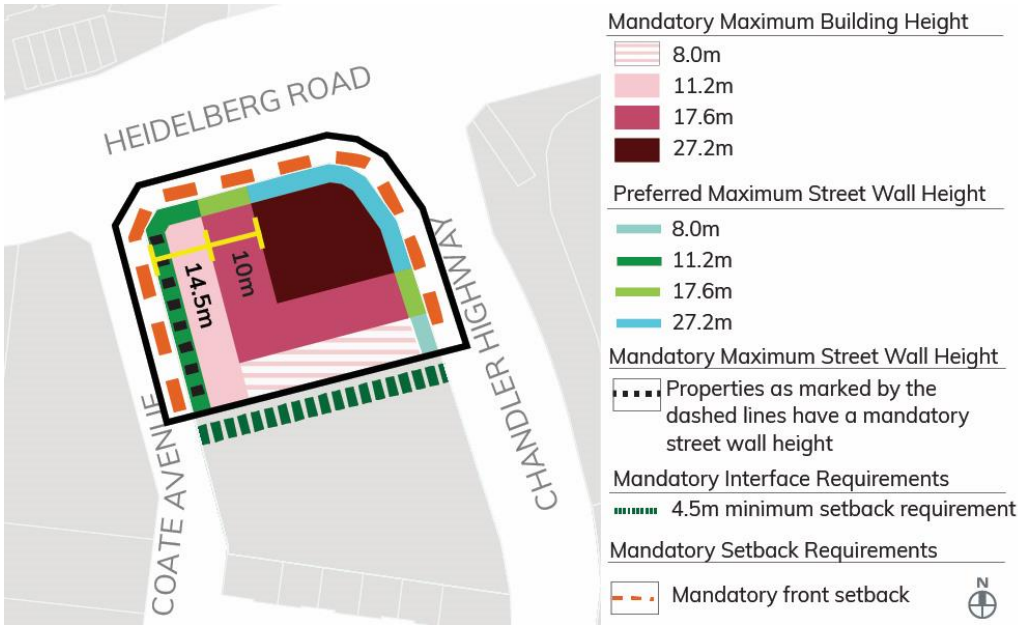 HEIDELBERG ROAD
14.5m
10m
COATE AVENUE
CHANDLER HIGHWAY
Mandatory Maximum Building Height
8.0m
11.2m
17.6m
27.2m
Preferred Maximum Street Wall Height
8.0m
11.2m
17.6m
27.2m
Mandatory Maximum Street Wall Height
Properties as marked by the
dashed lines have a mandatory
street wall height
Mandatory Interface Requirements
4.5m minimum setback requirement
Mandatory Setback Requirements
Mandatory front setback
N